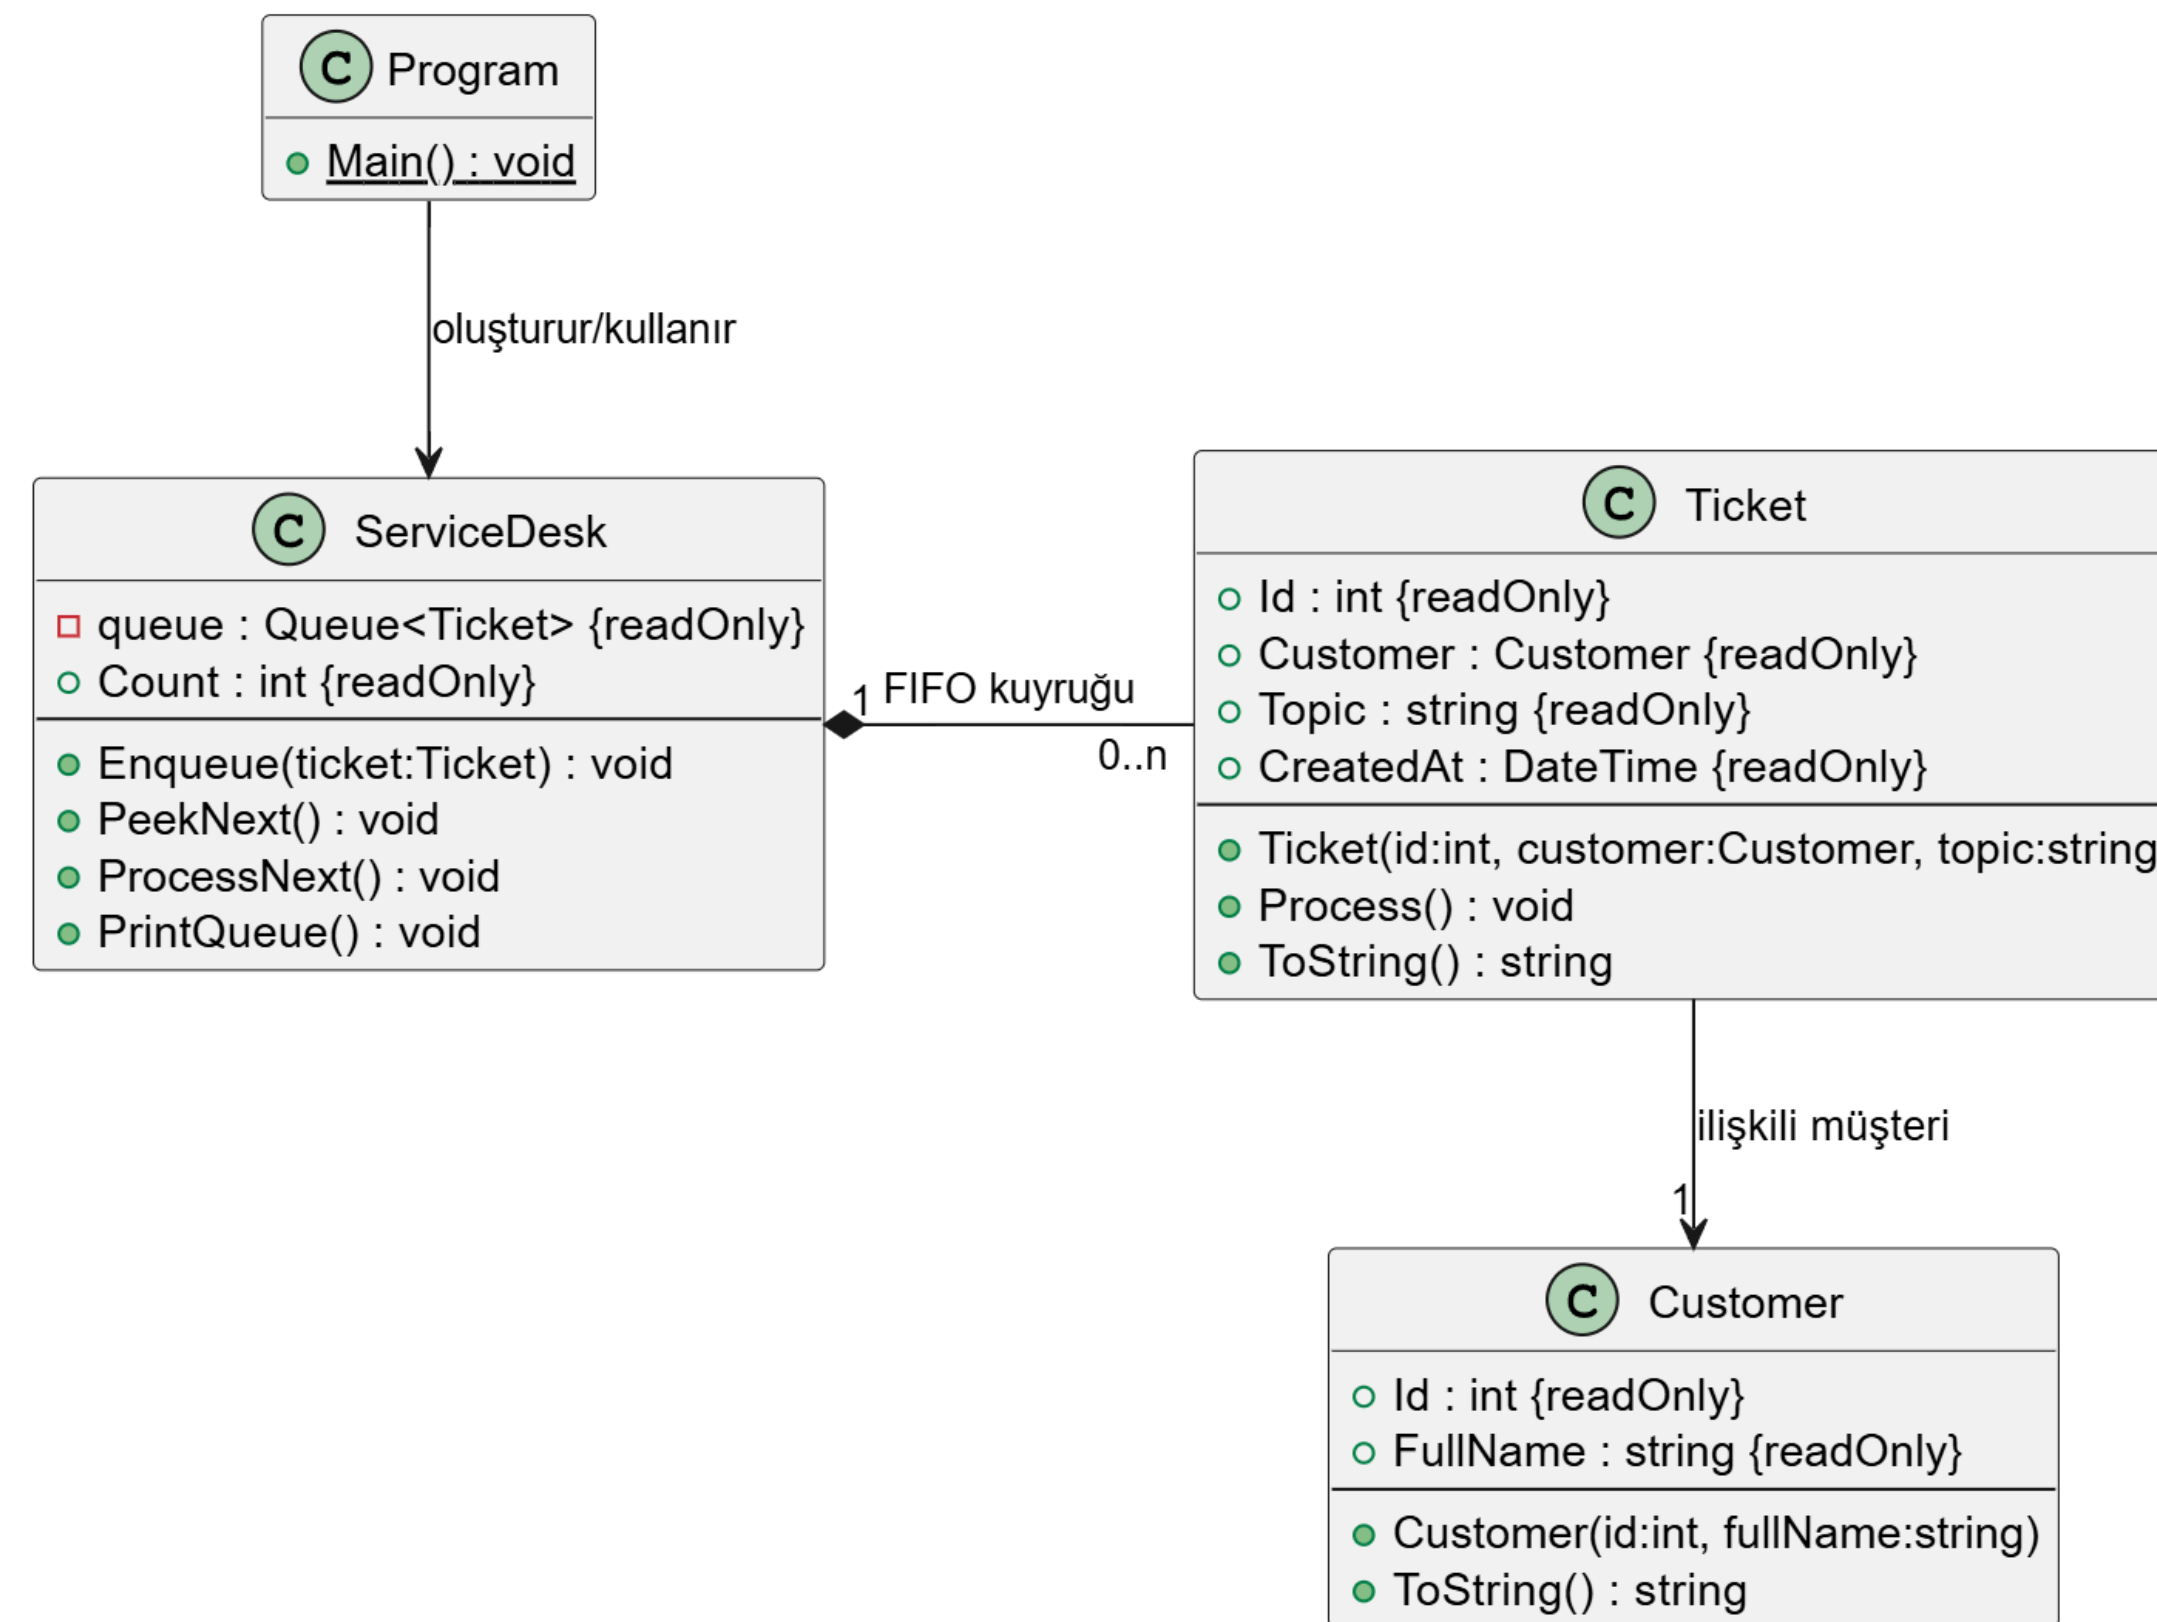 C Program
Main() : void
oluşturur/kullanır
C ServiceDesk
queue : Queue<Ticket> {readOnly}
Count : int {readOnly}
Enqueue(ticket:Ticket) : void
PeekNext() : void
ProcessNext() : void
PrintQueue() : void
1 FIFO kuyruğu
0..n
C Ticket
Id : int {readOnly}
Customer : Customer {readOnly}
Topic : string {readOnly}
CreatedAt : DateTime {readOnly}
Ticket(id:int, customer:Customer, topic:string
Process() : void
ToString() : string
ilişkili müşteri
1
C Customer
Id : int {readOnly}
FullName : string {readOnly}
Customer(id:int, fullName:string)
ToString() : string